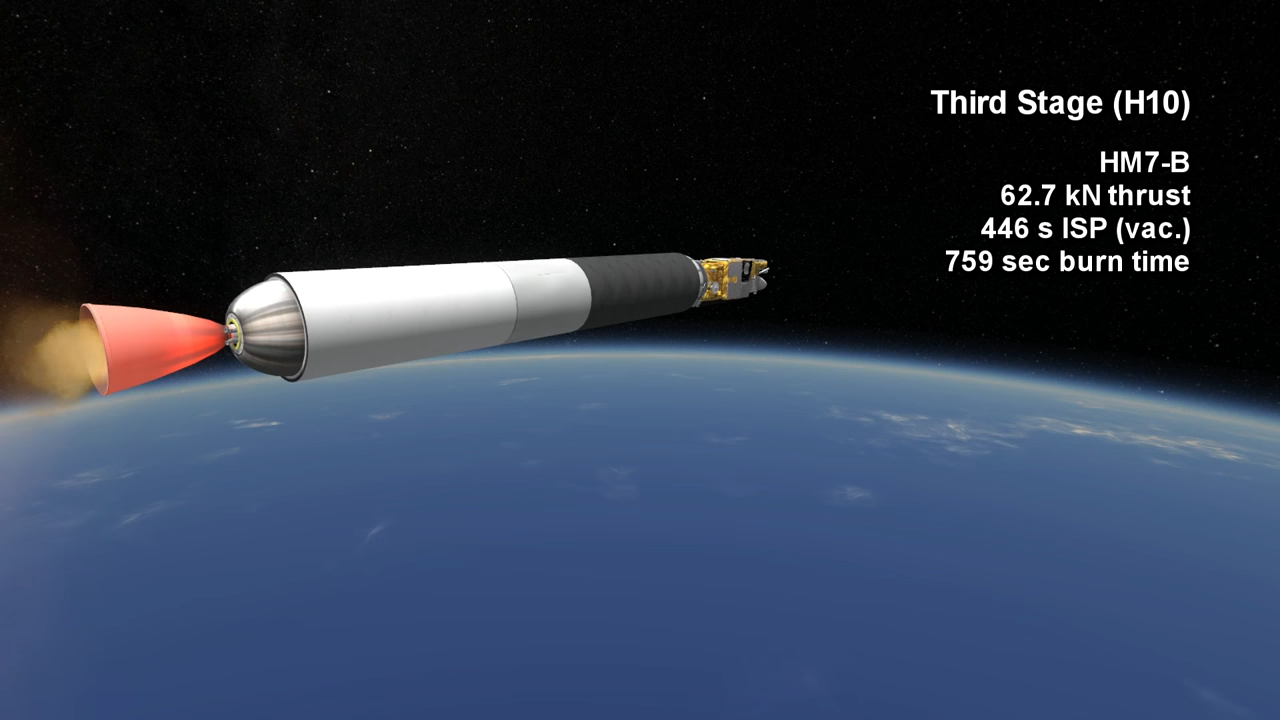 Third Stage (H10)
HM7-B
62.7 kN thrust
446 s ISP (vac.)
759 sec burn time